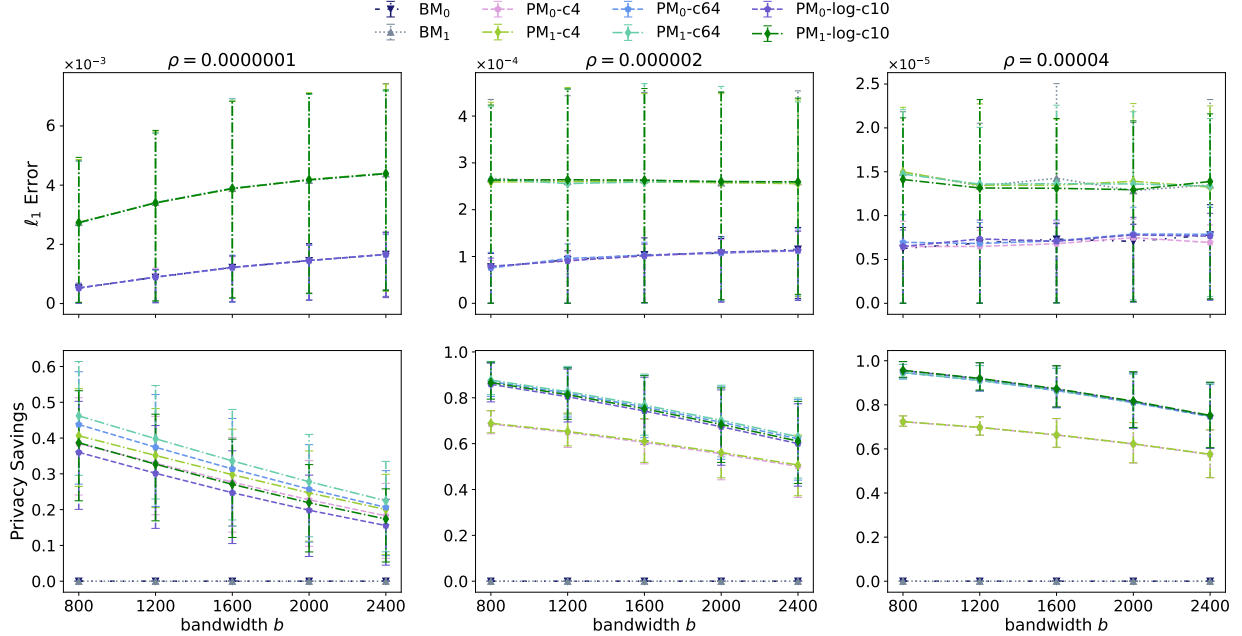 BM₀ PM₀-c4 PM₀-c64 PM₀-log-c10
BM₁ PM₁-c4 PM₁-c64 PM₁-log-c10
×10⁻³ ρ = 0.0000001
×10⁻⁴ ρ = 0.000002
×10⁻⁵ ρ = 0.00004
ℓ₁ Error
6
4
2
0
4
3
2
1
0
2.5
2.0
1.5
1.0
0.5
0.0
Privacy Savings
0.6
0.5
0.4
0.3
0.2
0.1
0.0
800 1200 1600 2000 2400
bandwidth b
1.0
0.8
0.6
0.4
0.2
0.0
800 1200 1600 2000 2400
bandwidth b
1.0
0.8
0.6
0.4
0.2
0.0
800 1200 1600 2000 2400
bandwidth b